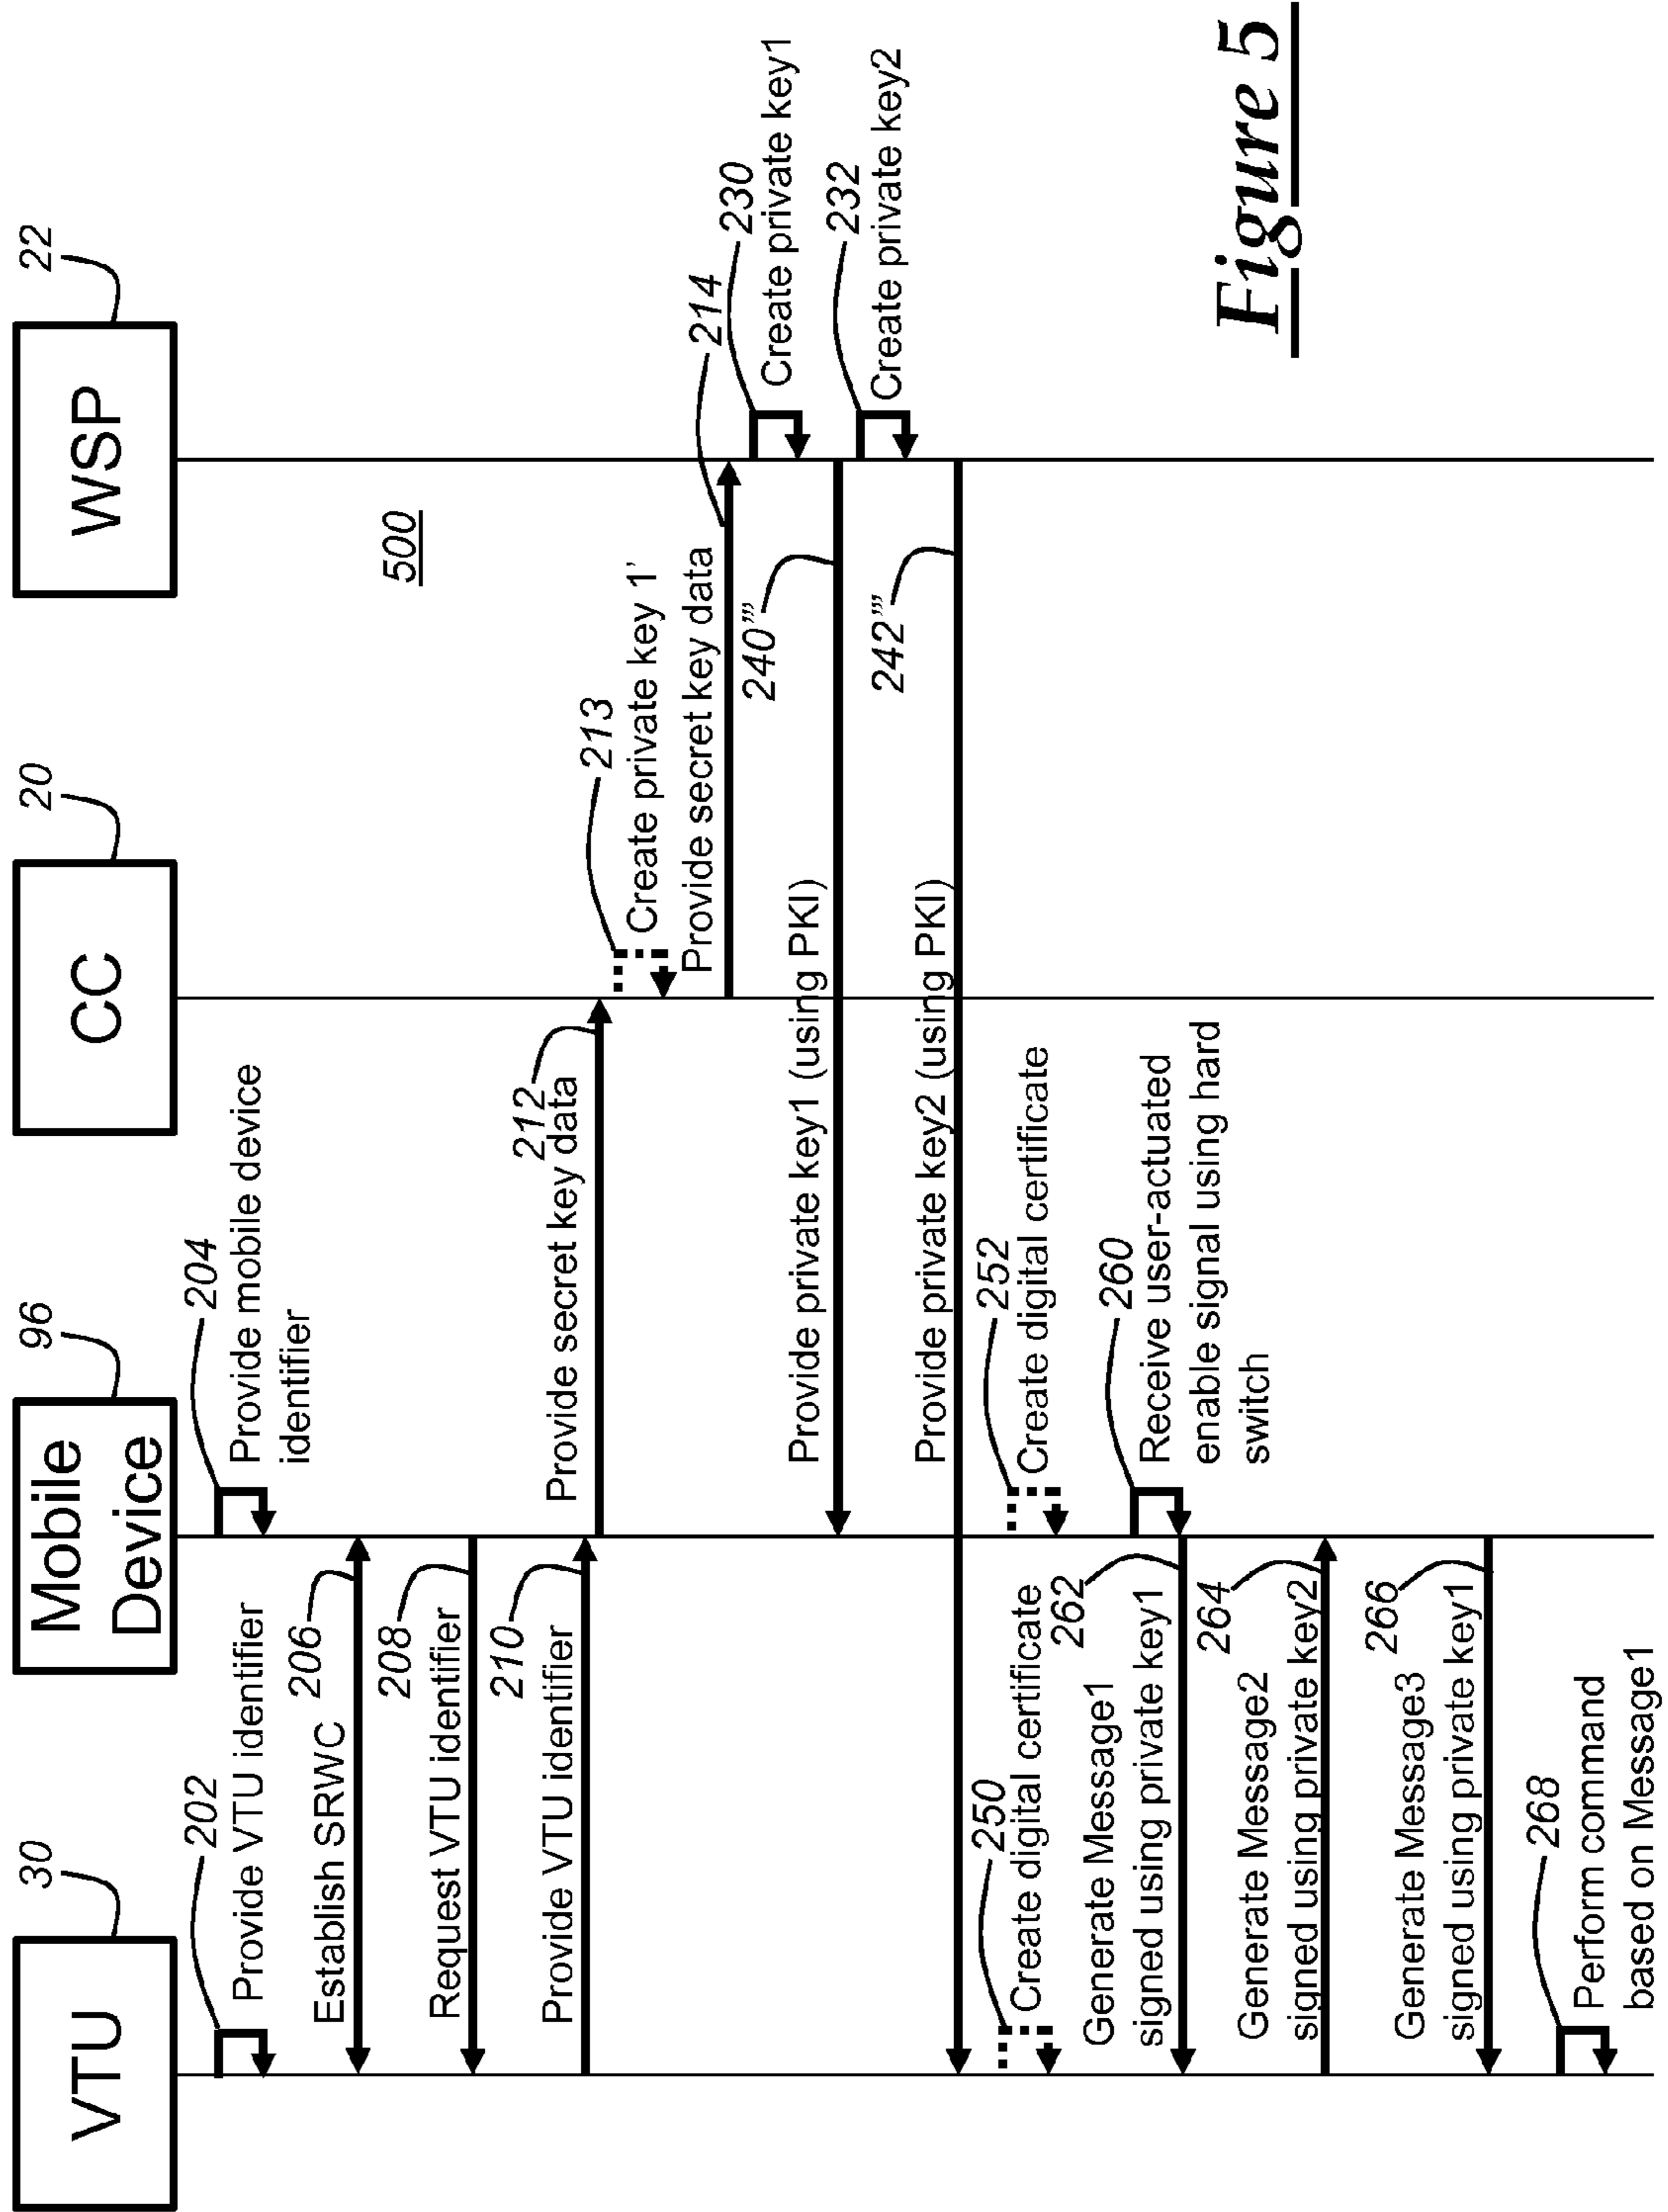 30
96
20
22
VTU
Mobile
Device
CC
WSP
202
Provide VTU identifier
204
Provide mobile device
identifier
206
Establish SRWC
500
208
Request VTU identifier
210
Provide VTU identifier
212
Provide secret key data
213
Create private key 1’
214
Provide secret key data
230
Create private key1
240’’’
Provide private key1 (using PKI)
232
Create private key2
242’’’
Provide private key2 (using PKI)
250
Create digital certificate
252
Create digital certificate
260
Receive user-actuated
enable signal using hard
switch
262
Generate Message1
signed using private key1
264
Generate Message2
signed using private key2
266
Generate Message3
signed using private key1
268
Perform command
based on Message1
Figure 5